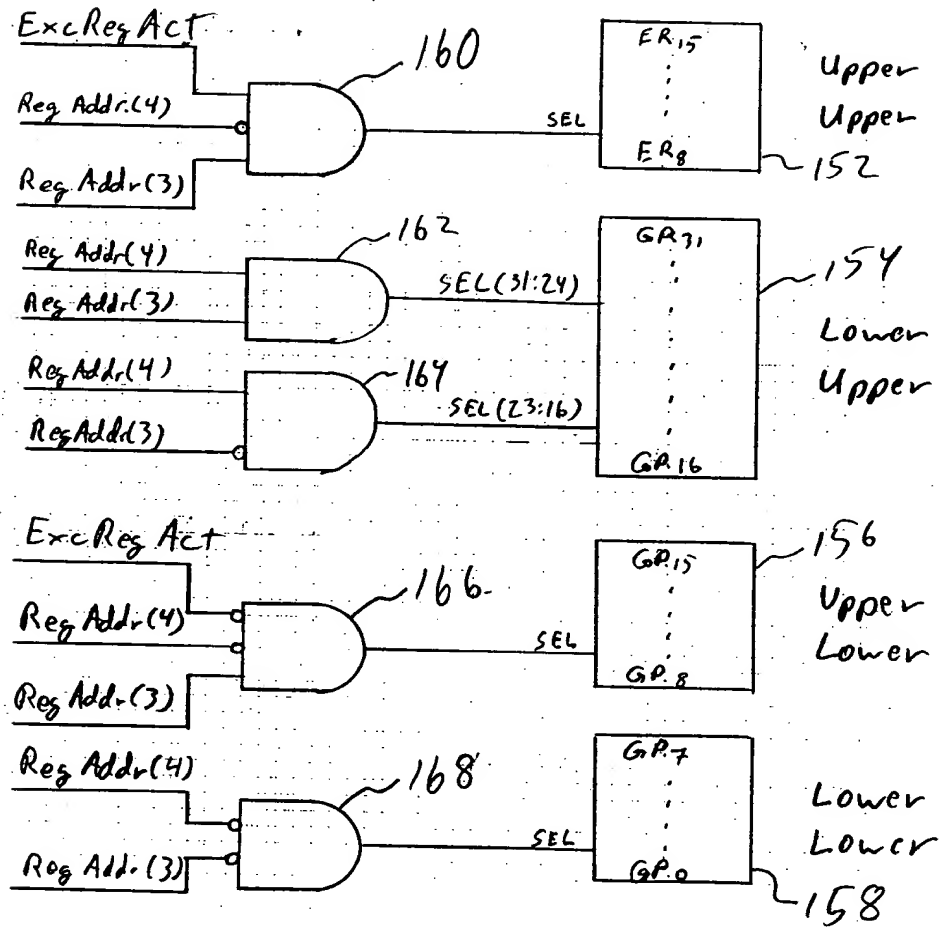 ExcRegAct
160
Reg Addr.(4)
SEL
Reg Addr(3)
ER15
ER8
Upper
Upper
152
Reg Addr(4)
162
Reg Addr(3)
SEL(31:24)
Reg Addr(4)
164
SEL(23:16)
RegAddr(3)
GR31
GR16
154
Lower
Upper
ExcRegAct
166
Reg Addr(4)
SEL
Reg Addr(3)
GR15
GR8
156
Upper
Lower
Reg Addr(4)
168
SEL
Reg Addr(3)
GR7
GR0
Lower
Lower
158